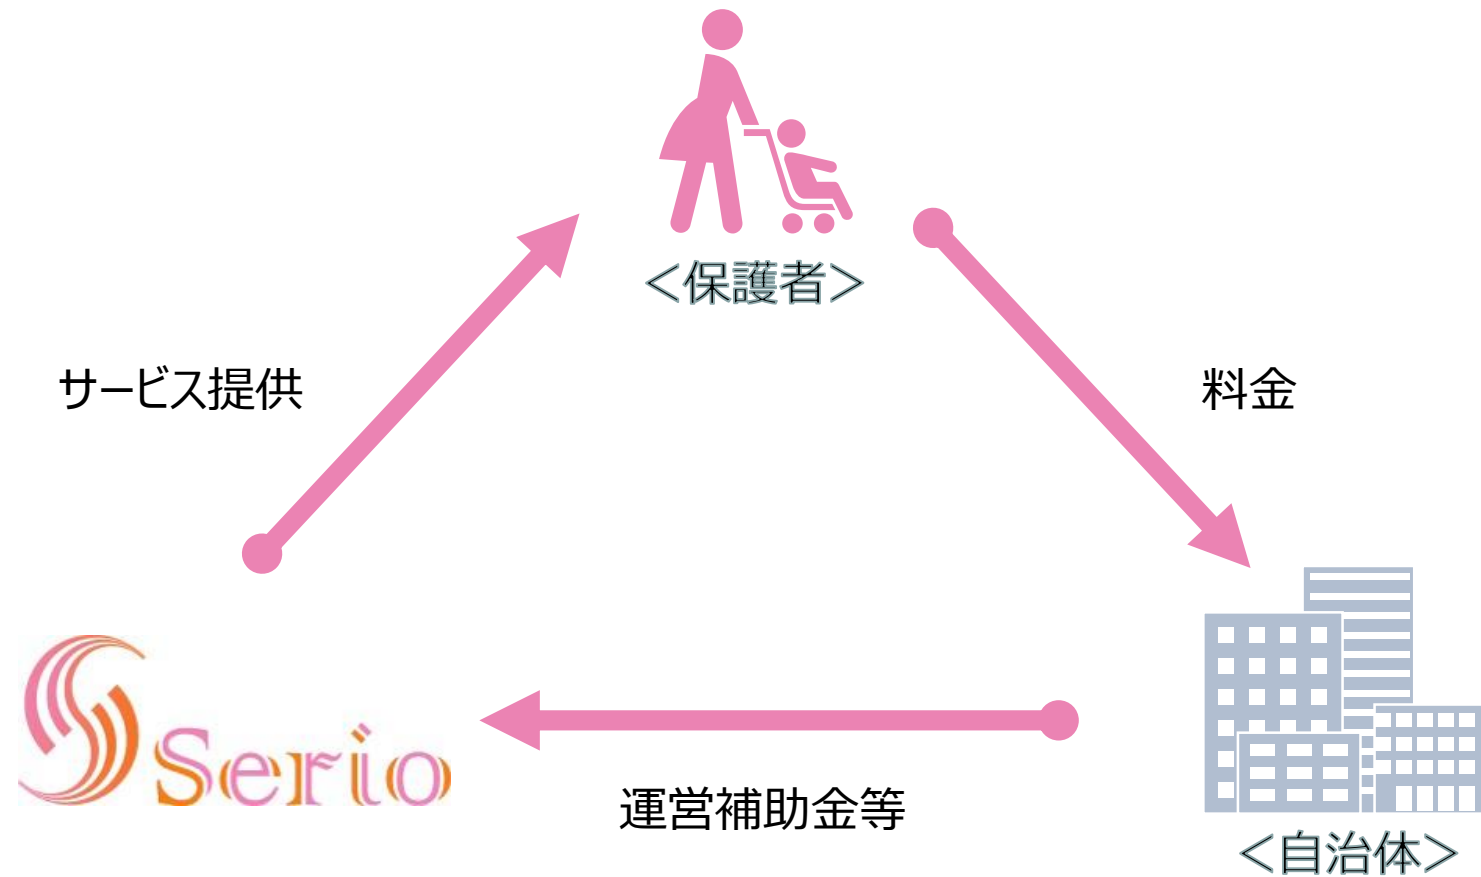 ＜保護者＞
サービス提供
料金
Serio
運営補助金等
＜自治体＞